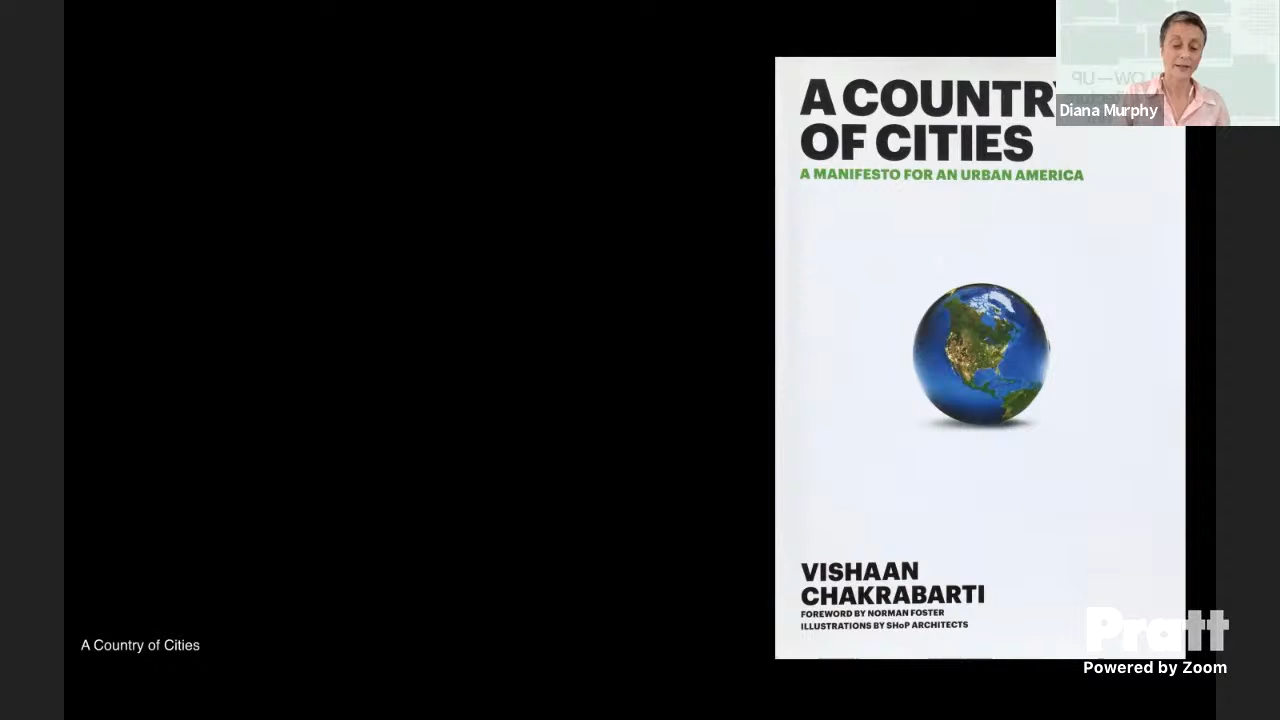 A COUNTR
OF CITIES
A MANIFESTO FOR AN URBAN AMERICA
Diana Murphy
VISHAAN
CHAKRABARTI
FOREWORD BY NORMAN FOSTER
ILLUSTRATIONS BY SHoP ARCHITECTS
A Country of Cities
Pratt
Powered by Zoom